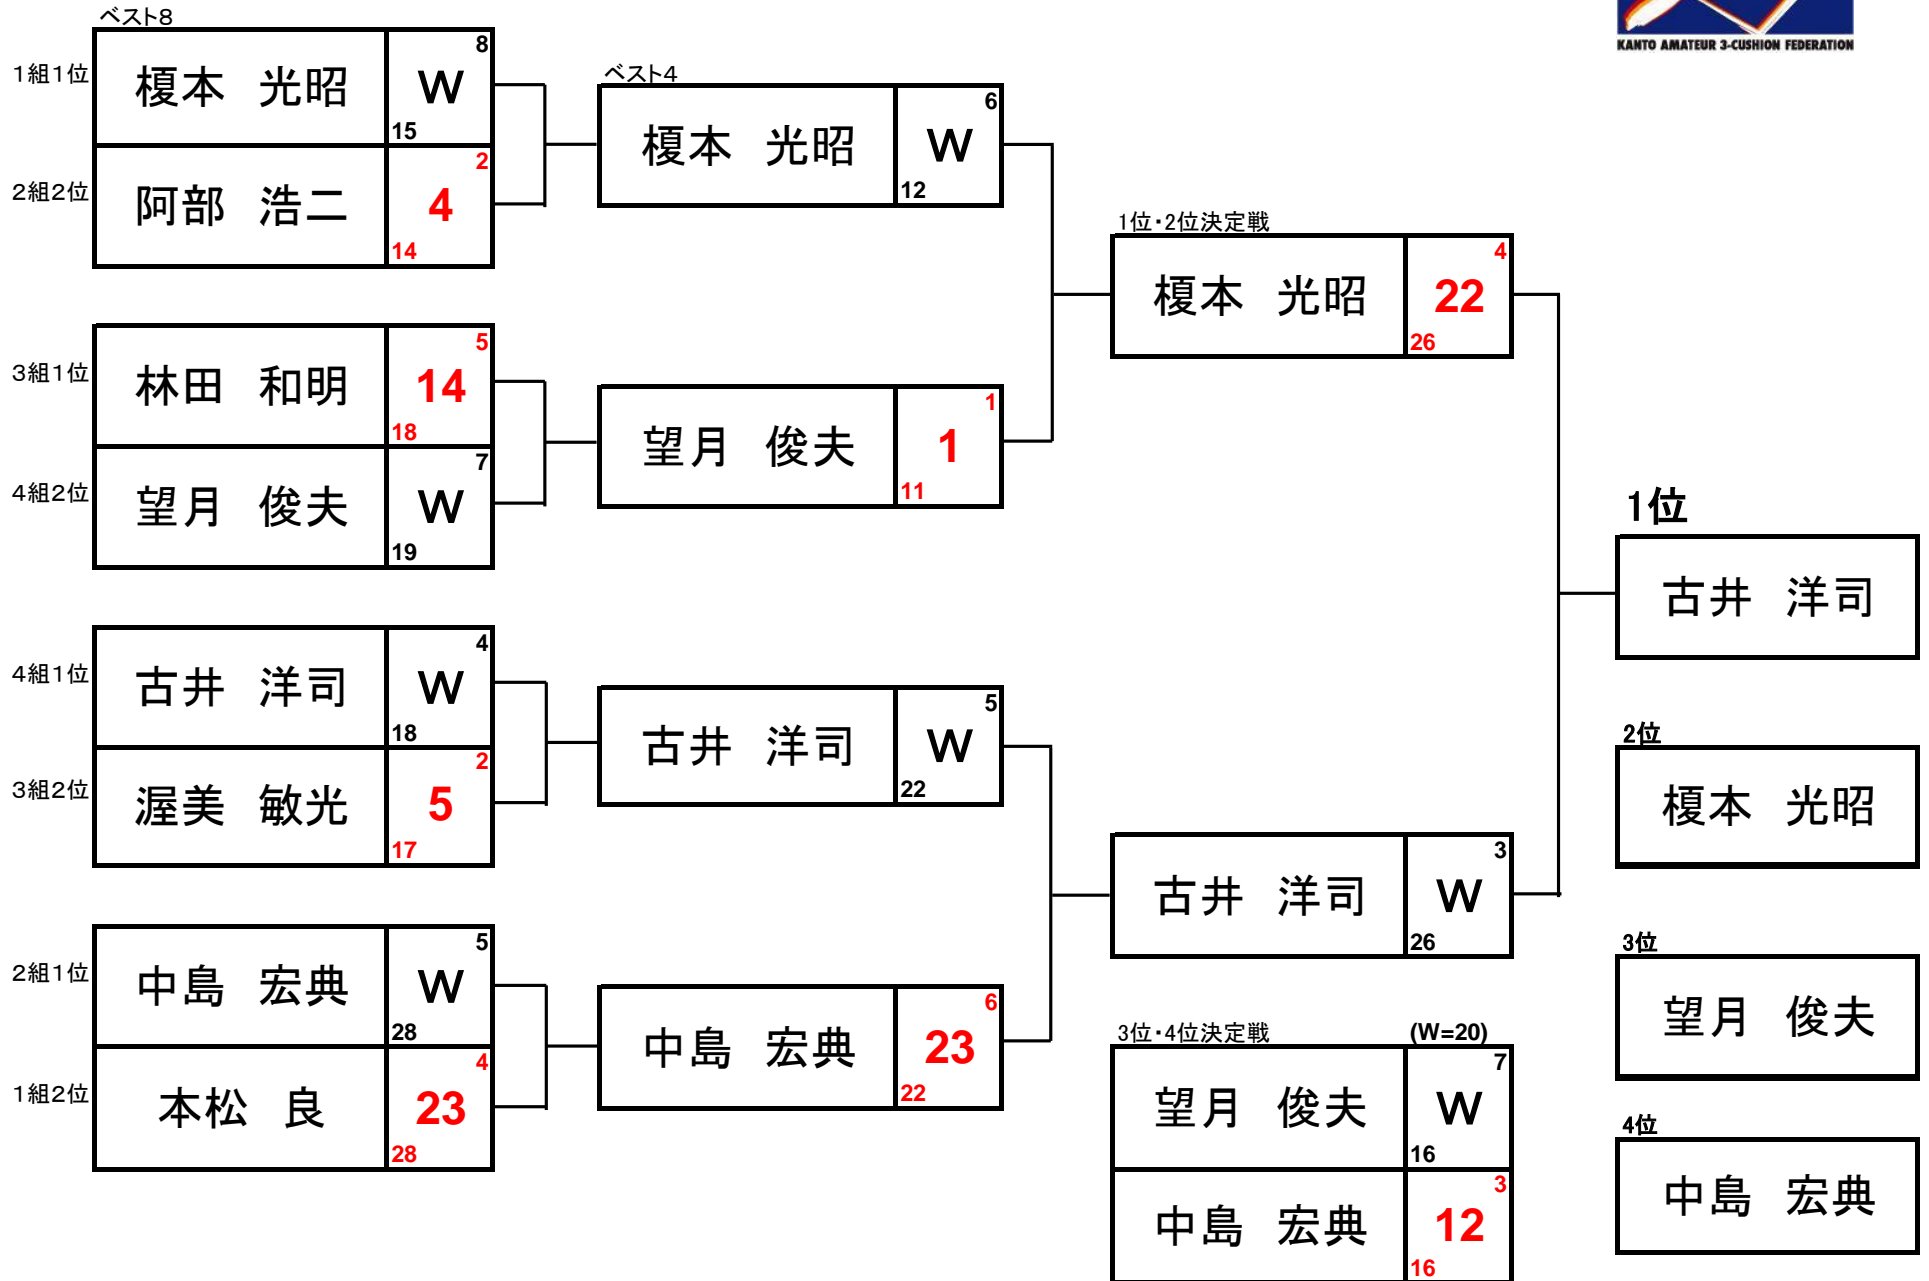 KANTO AMATEUR 3-CUSHION FEDERATION
ベスト8
1組1位 榎本 光昭 W 8 15
2組2位 阿部 浩二 4 2 14
3組1位 林田 和明 14 5 18
4組2位 望月 俊夫 W 7 19
4組1位 古井 洋司 W 4 18
3組2位 渥美 敏光 5 2 17
2組1位 中島 宏典 W 5 28
1組2位 本松 良 23 4 28
ベスト4
榎本 光昭 W 6 12
望月 俊夫 1 1 11
古井 洋司 W 5 22
中島 宏典 23 6 22
1位・2位決定戦
榎本 光昭 22 4 26
古井 洋司 W 3 26
3位・4位決定戦 (W=20)
望月 俊夫 W 7 16
中島 宏典 12 3 16
1位
古井 洋司
2位
榎本 光昭
3位
望月 俊夫
4位
中島 宏典